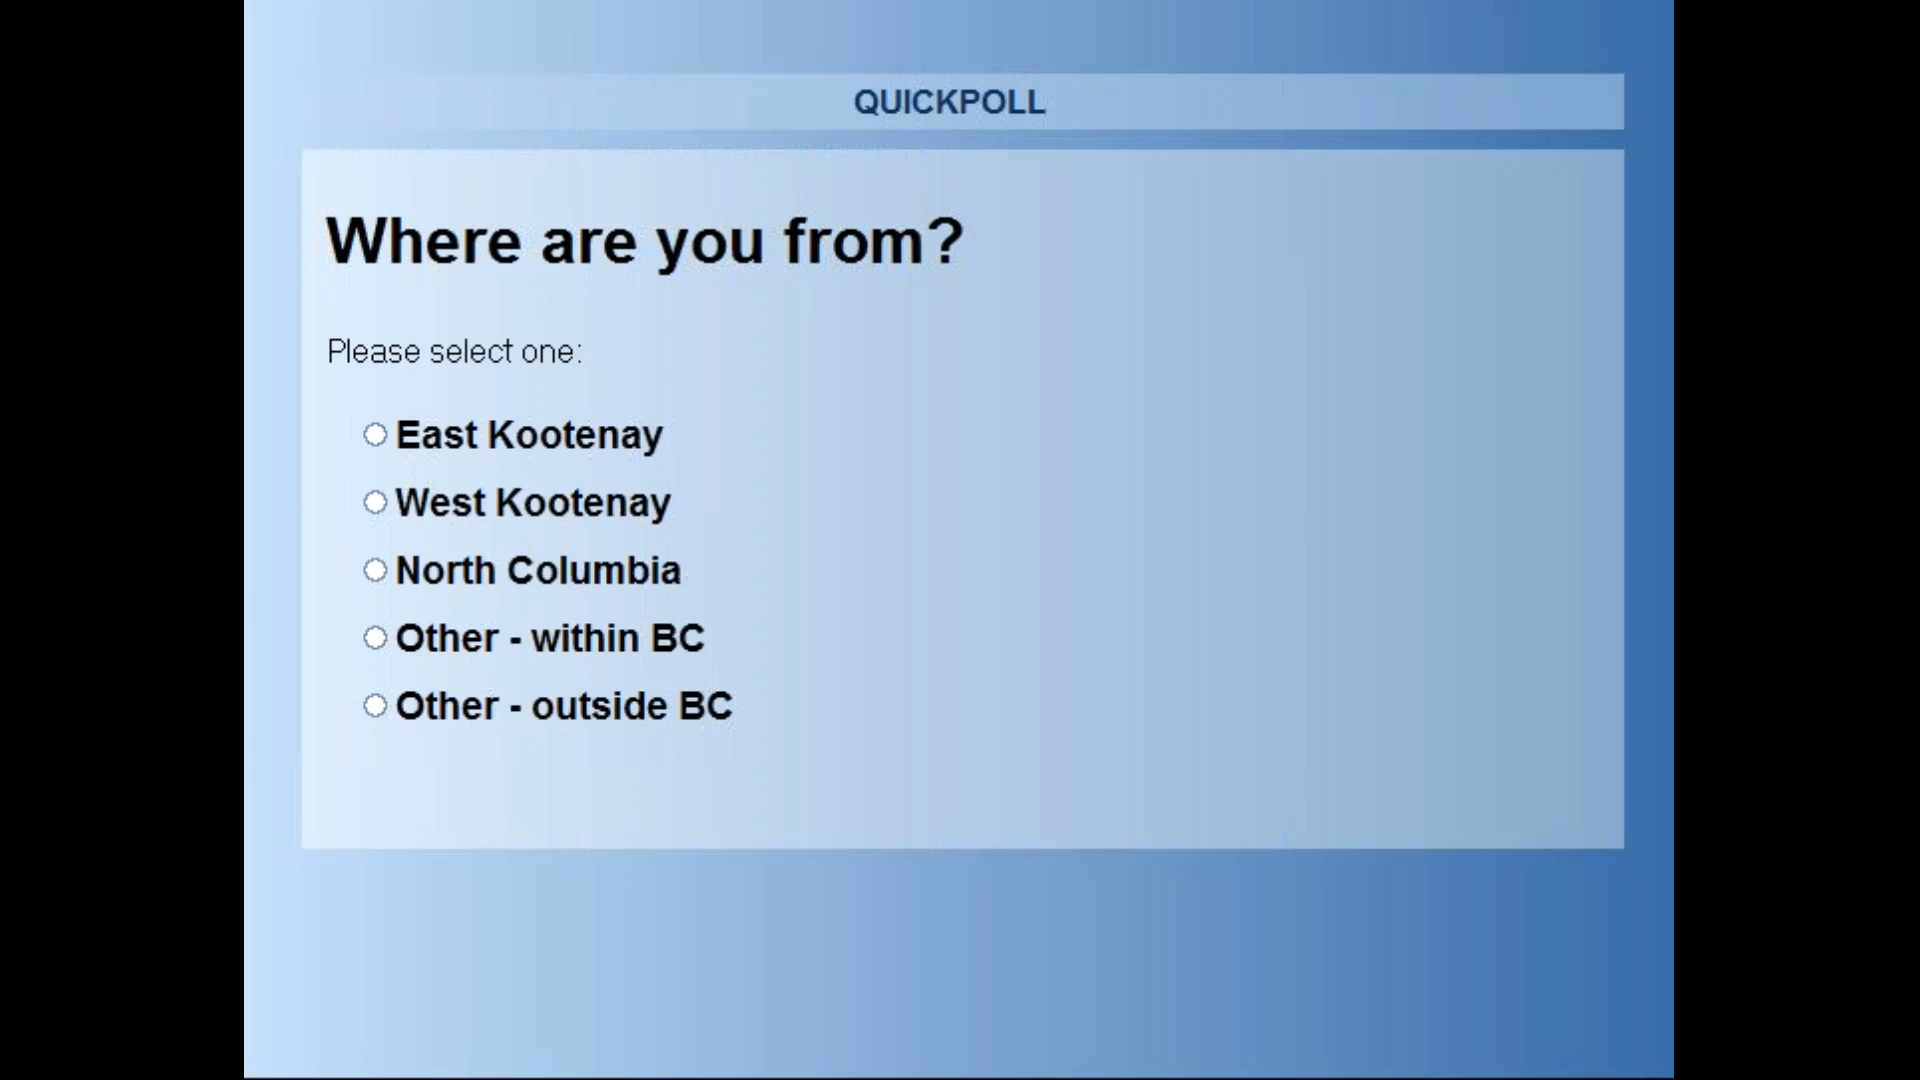 QUICKPOLL
Where are you from?
Please select one:
East Kootenay
West Kootenay
North Columbia
Other - within BC
Other - outside BC